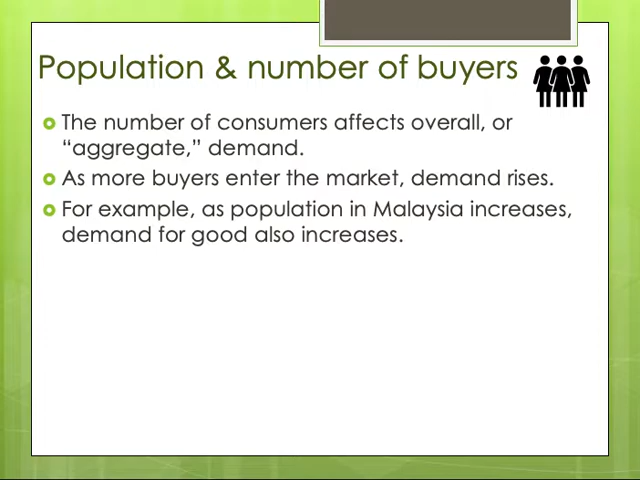 Population & number of buyers
The number of consumers affects overall, or
“aggregate,” demand.
As more buyers enter the market, demand rises.
For example, as population in Malaysia increases,
demand for good also increases.